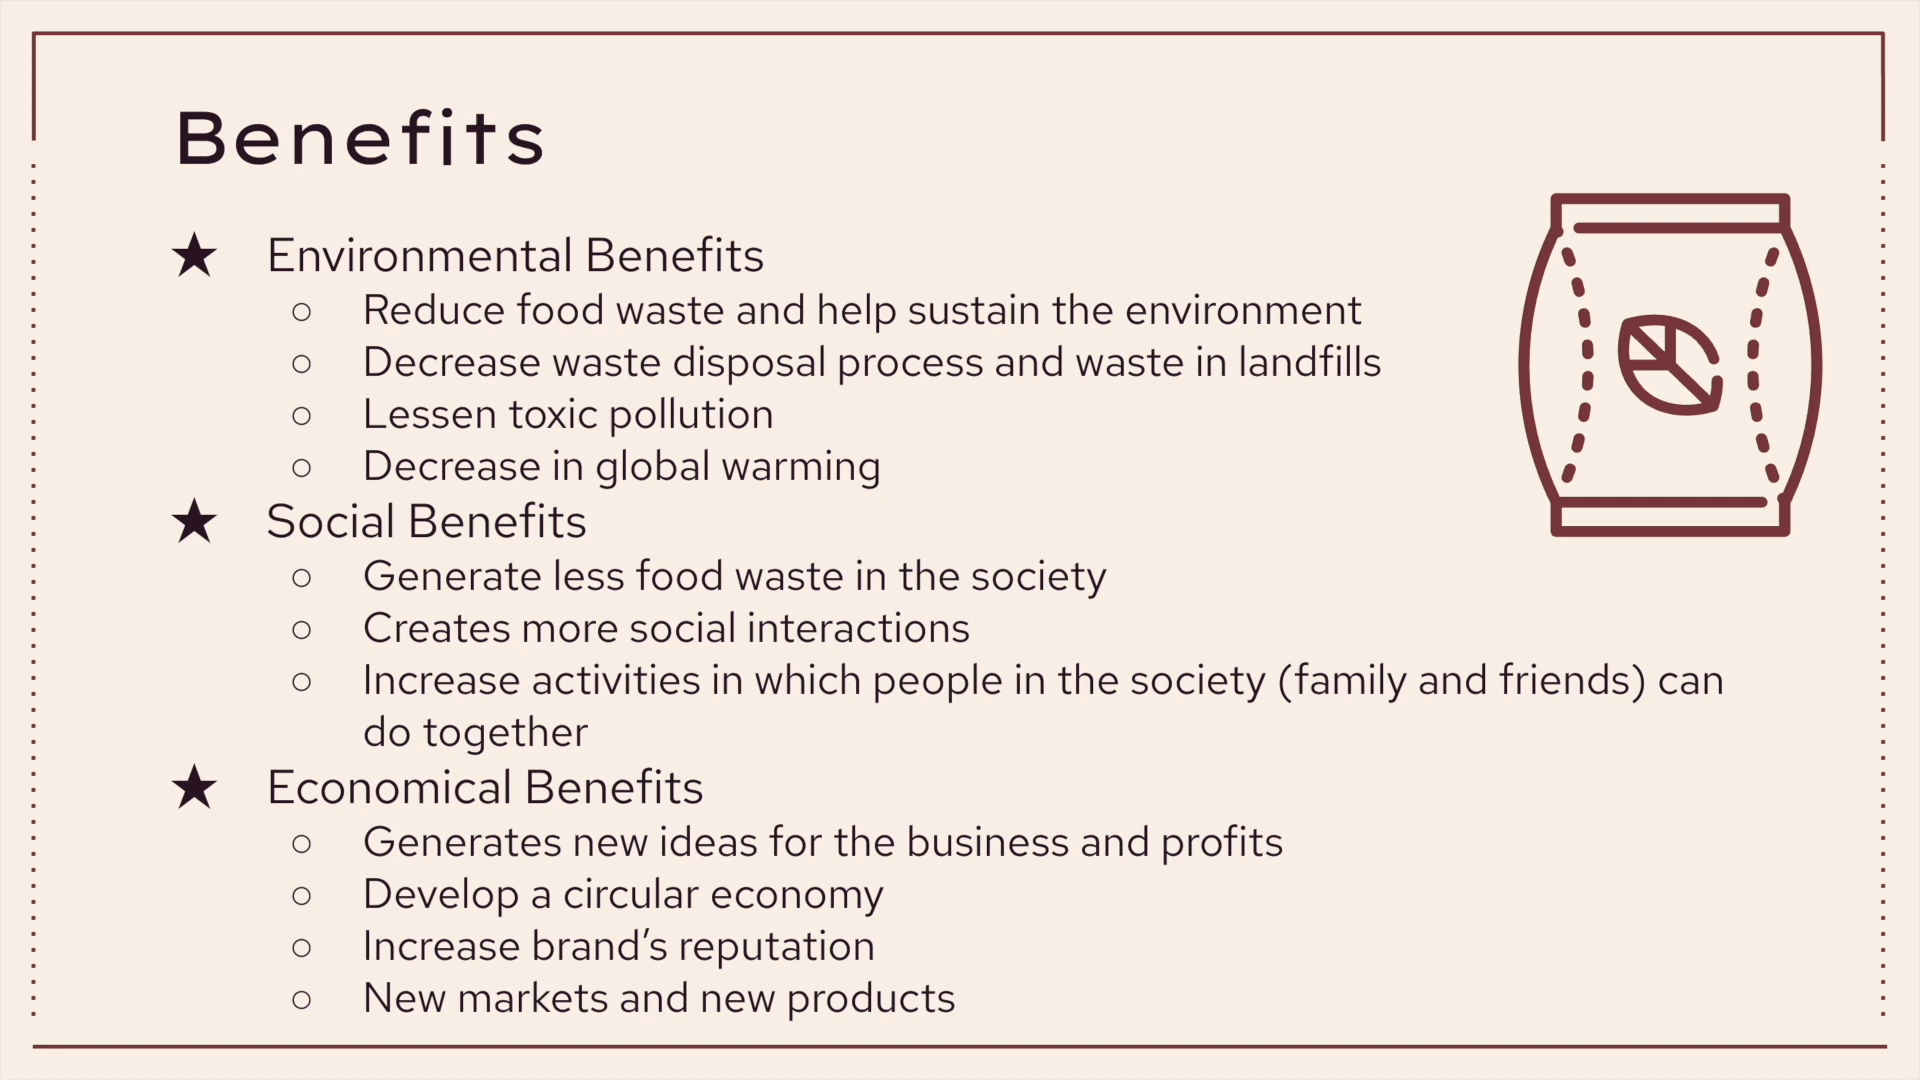 Benefits
★ Environmental Benefits
○ Reduce food waste and help sustain the environment
○ Decrease waste disposal process and waste in landfills
○ Lessen toxic pollution
○ Decrease in global warming
★ Social Benefits
○ Generate less food waste in the society
○ Creates more social interactions
○ Increase activities in which people in the society (family and friends) can
do together
★ Economical Benefits
○ Generates new ideas for the business and profits
○ Develop a circular economy
○ Increase brand’s reputation
○ New markets and new products